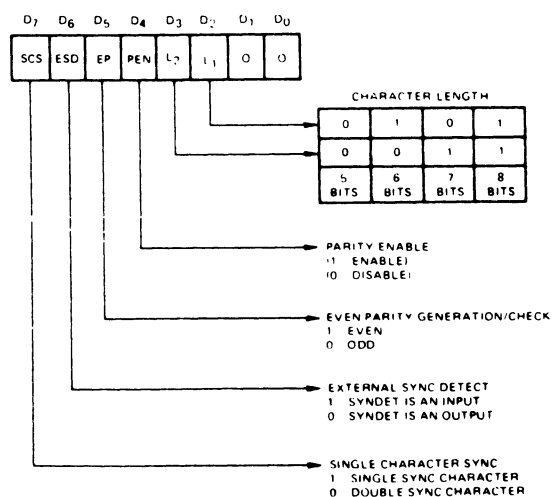 D7 D6 D5 D4 D3 D2 D1 D0
SCS ESD EP PEN L2 L1 0 0
CHARACTER LENGTH
0 1 0 1
0 0 1 1
5 BITS 6 BITS 7 BITS 8 BITS
PARITY ENABLE
(1 ENABLE)
(0 DISABLE)
EVEN PARITY GENERATION/CHECK
1 EVEN
0 ODD
EXTERNAL SYNC DETECT
1 SYNDET IS AN INPUT
0 SYNDET IS AN OUTPUT
SINGLE CHARACTER SYNC
1 SINGLE SYNC CHARACTER
0 DOUBLE SYNC CHARACTER